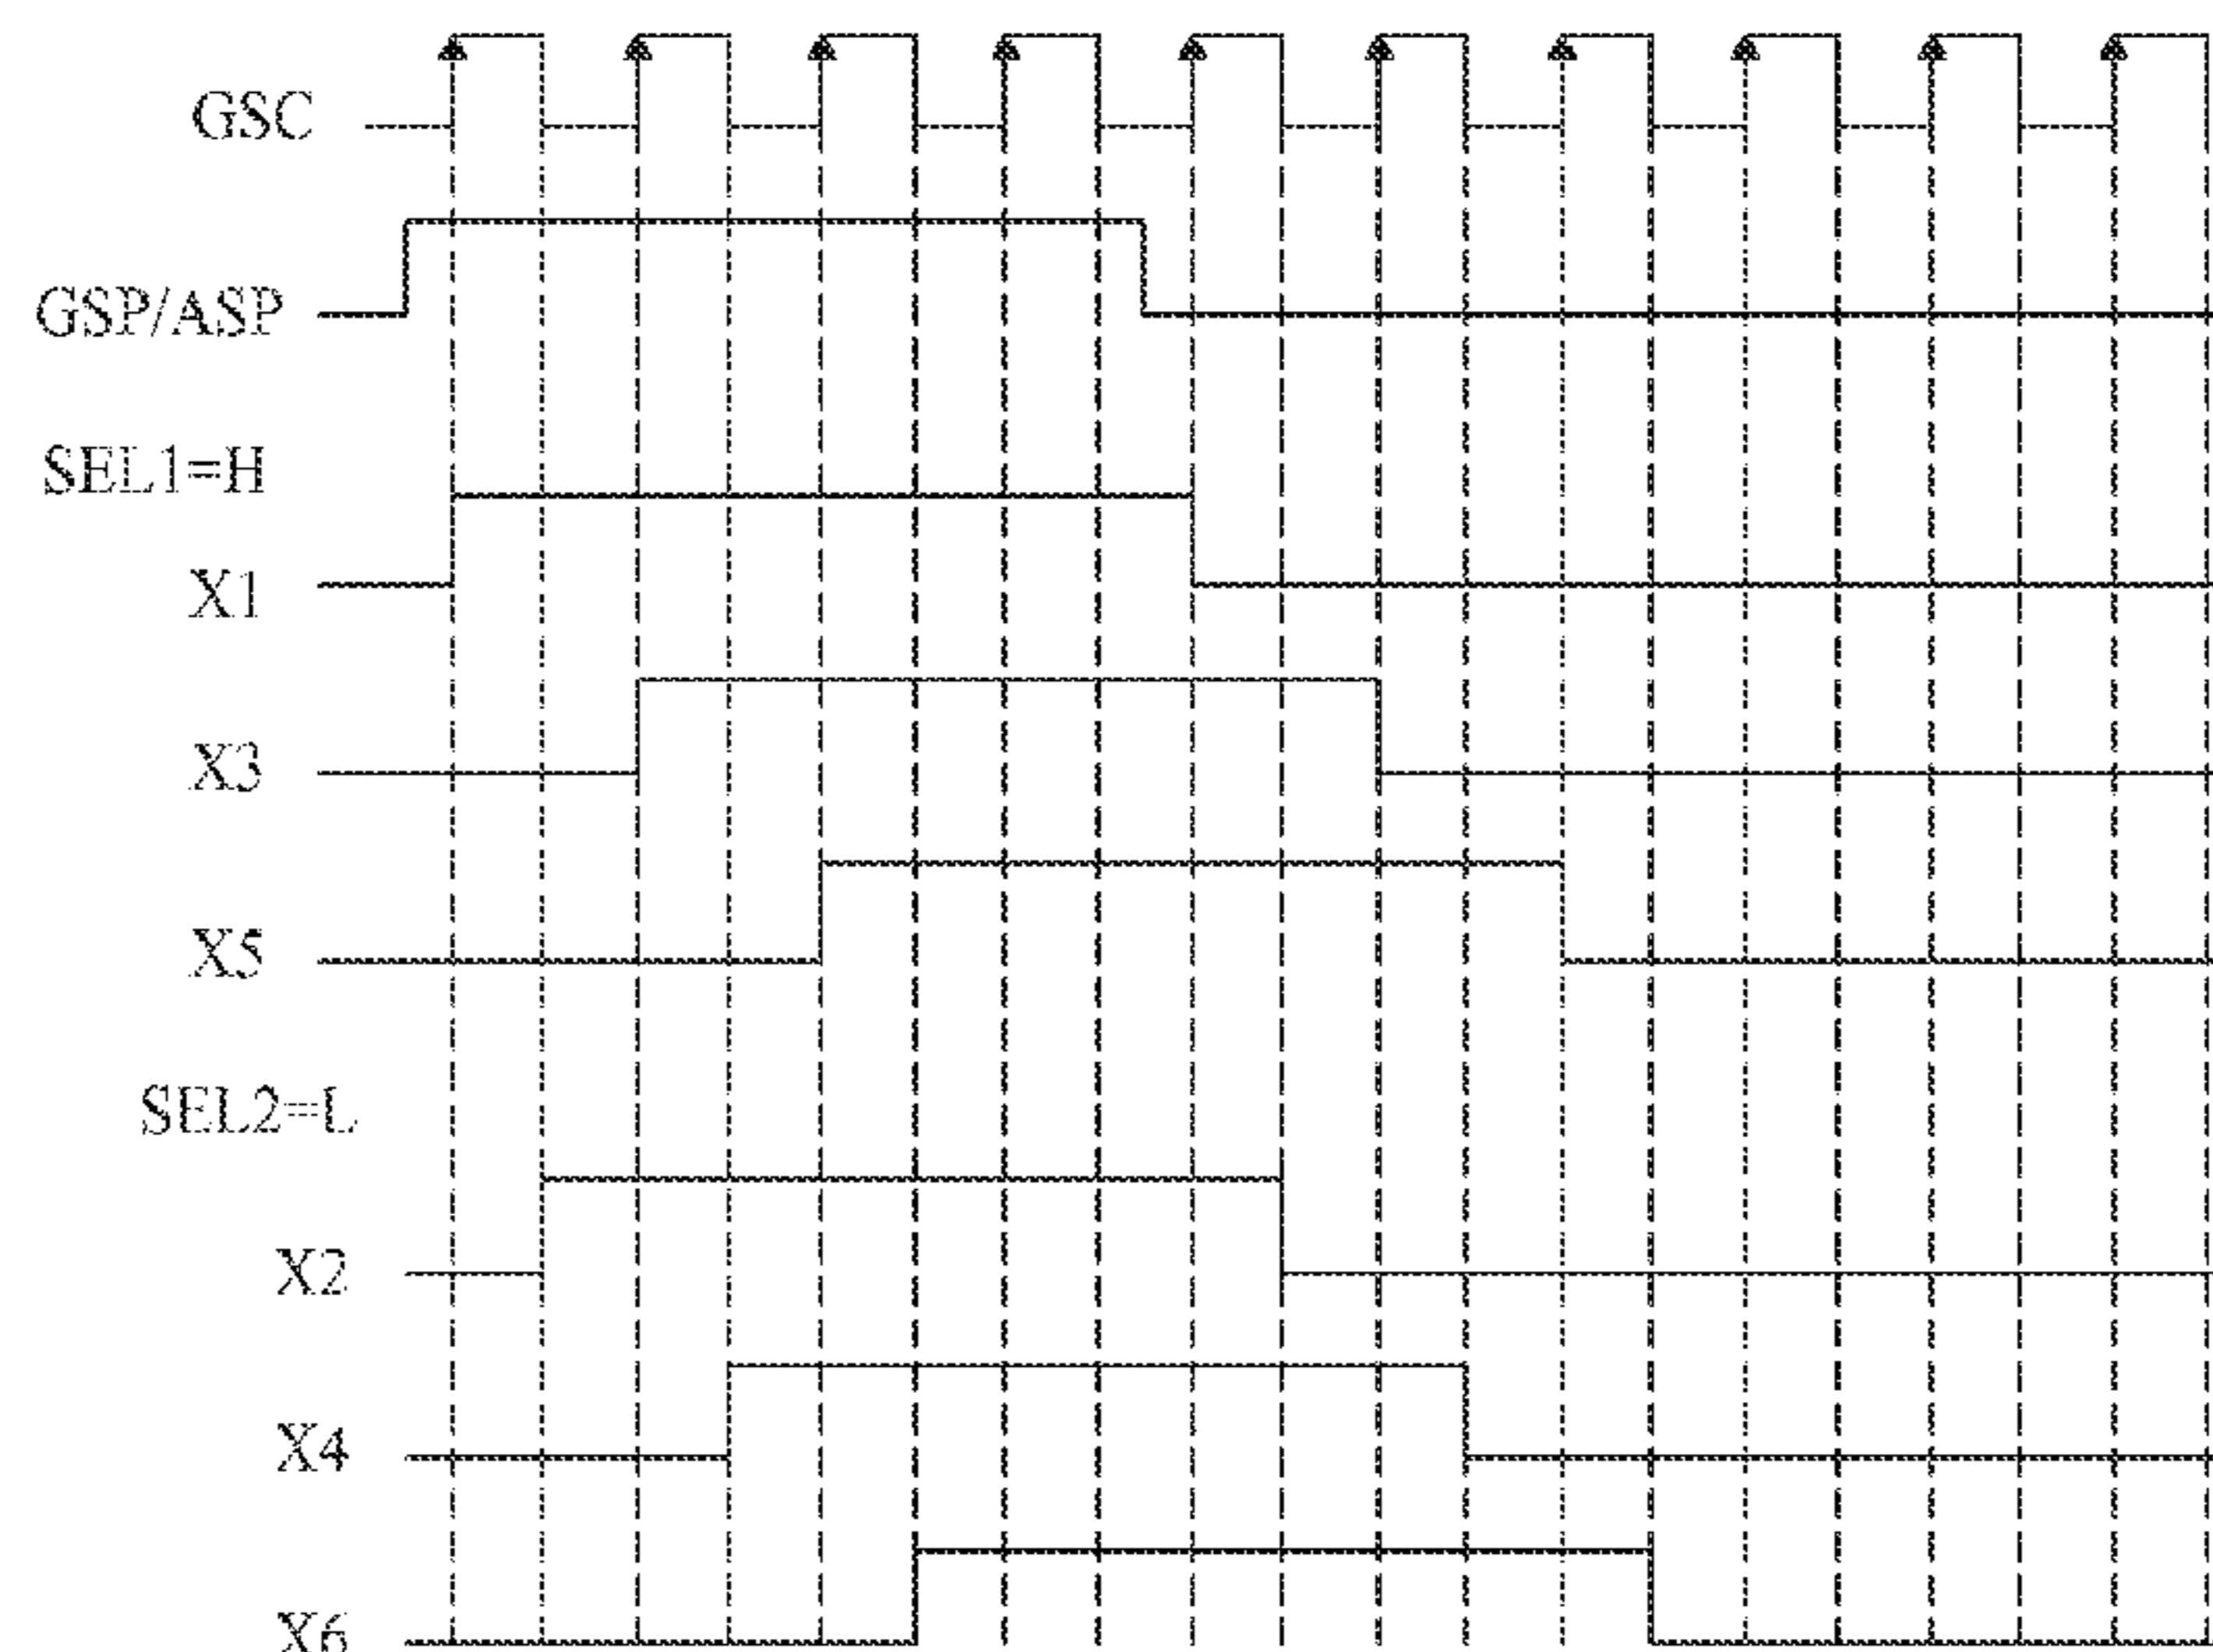 GSC
GSP/ASP
SEL1=H
X1
X3
X5
SEL2=L
X2
X4
X6